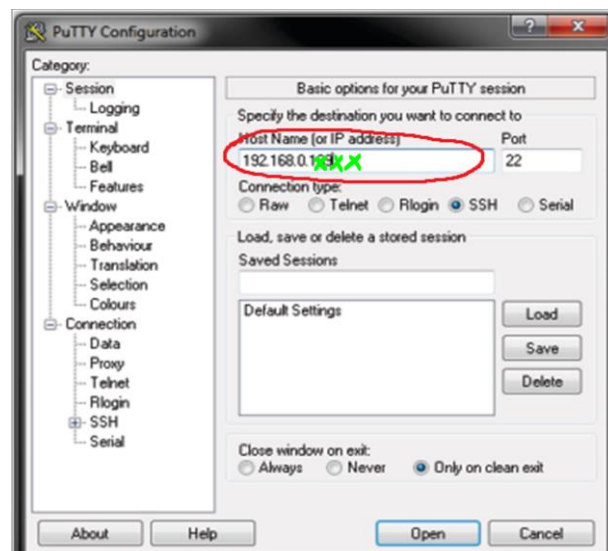 PuTTY Configuration
Category:
Session
Logging
Terminal
Keyboard
Bell
Features
Window
Appearance
Behaviour
Translation
Selection
Colours
Connection
Data
Proxy
Telnet
Rlogin
SSH
Serial
Basic options for your PuTTY session
Specify the destination you want to connect to
Host Name (or IP address) Port
192.168.0. 22
Connection type:
Raw Telnet Rlogin SSH Serial
Load, save or delete a stored session
Saved Sessions
Default Settings
Load
Save
Delete
Close window on exit:
Always Never Only on clean exit
About Help Open Cancel